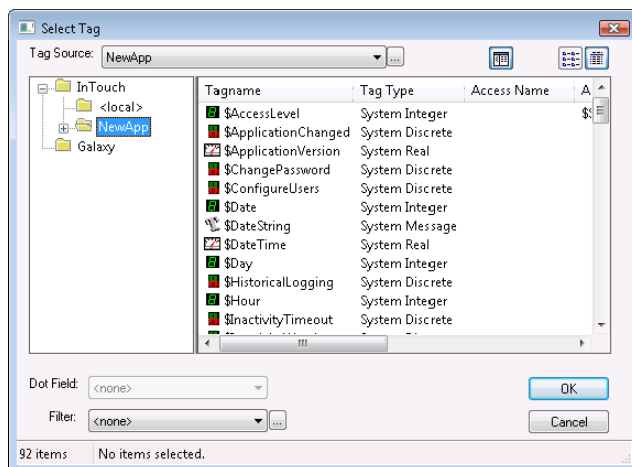 Select Tag
Tag Source: NewApp ...
InTouch
<local>
NewApp
Galaxy
Tagname Tag Type Access Name A
$AccessLevel System Integer $S
$ApplicationChanged System Discrete
$ApplicationVersion System Real
$ChangePassword System Discrete
$ConfigureUsers System Discrete
$Date System Integer
$DateString System Message
$DateTime System Real
$Day System Integer
$HistoricalLogging System Discrete
$Hour System Integer
$InactivityTimeout System Discrete
Dot Field: <none>
OK
Filter: <none> ...
Cancel
92 items No items selected.